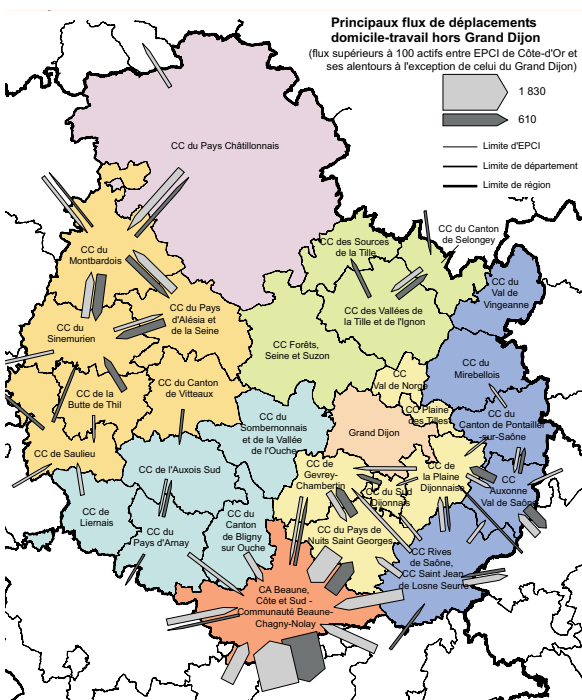 Principaux flux de déplacements
domicile-travail hors Grand Dijon
(flux supérieurs à 100 actifs entre EPCI de Côte-d'Or et
ses alentours à l'exception de celui du Grand Dijon)
1 830
610
Limite d'EPCI
Limite de département
Limite de région
CC du Pays Châtillonnais
CC du Canton
de Selongey
CC des Sources
de la Tille
CC du
Montbardois
CC du
Val de
Vingeanne
CC du Pays
d'Alésia et
de la Seine
CC des Vallées de
la Tille et de l'Ignon
CC du
Sinemurien
CC Forêts,
Seine et Suzon
CC du
Mirebellois
CC
Val de Norge
CC du Canton
de Vitteaux
CC de la
Butte de Thil
CC Plaine
des Tilles
CC du
Canton de Pontailler
-sur-Saône
CC du
Sombernonnais
et de la Vallée
de l'Ouche
Grand Dijon
CC de Saulieu
CC de l'Auxois Sud
CC de
Gevrey-
Chambertin
CC de
la Plaine
Dijonnaise
CC du Sud
Dijonnais
CC
Auxonne
Val de Saône
CC de
Liernais
CC du
Canton
de Bligny
sur Ouche
CC du
Pays d'Arnay
CC du Pays de
Nuits Saint Georges
CC Rives
de Saône,
CC Saint Jean
de Losne Seurre
CA Beaune,
Côte et Sud -
Communauté Beaune-
Chagny-Nolay